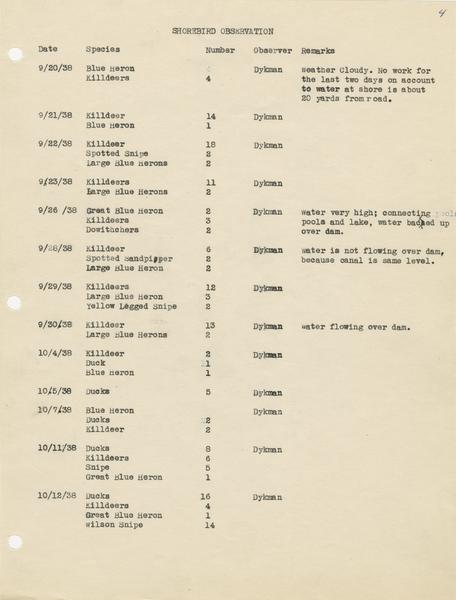 4
SHOREBIRD OBSERVATION
Date Species Number Observer Remarks
9/20/38 Blue Heron Dykman Weather Cloudy. No work for
Killdeers 4 the last two days on account
to water at shore is about
20 yards from road.
9/21/38 Killdeer 14 Dykman
Blue Heron 1
9/22/38 Killdeer 18 Dykman
Spotted Snipe 2
Large Blue Herons 2
9/23/38 Killdeers 11 Dykman
Large Blue Herons 2
9/26 /38 Great Blue Heron 2 Dykman water very high; connecting
Killdeers 3 pools and lake, water backed up
Dowitchers 2 over dam.
9/28/38 Killdeer 6 Dykman water is not flowing over dam,
Spotted Sandpipper 2 because canal is same level.
Large Blue Heron 2
9/29/38 Killdeers 12 Dykman
Large Blue Heron 3
Yellow Legged Snipe 2
9/30/38 Killdeer 13 Dykman water flowing over dam.
Large Blue Herons 2
10/4/38 Killdeer 2 Dykman
Duck 1
Blue Heron 1
10/5/38 Ducks 5 Dykman
10/7/38 Blue Heron Dykman
Ducks 2
Killdeer 2
10/11/38 Ducks 8 Dykman
Killdeers 6
Snipe 5
Great Blue Heron 1
10/12/38 Ducks 16 Dykman
Killdeers 4
Great Blue Heron 1
Wilson Snipe 14